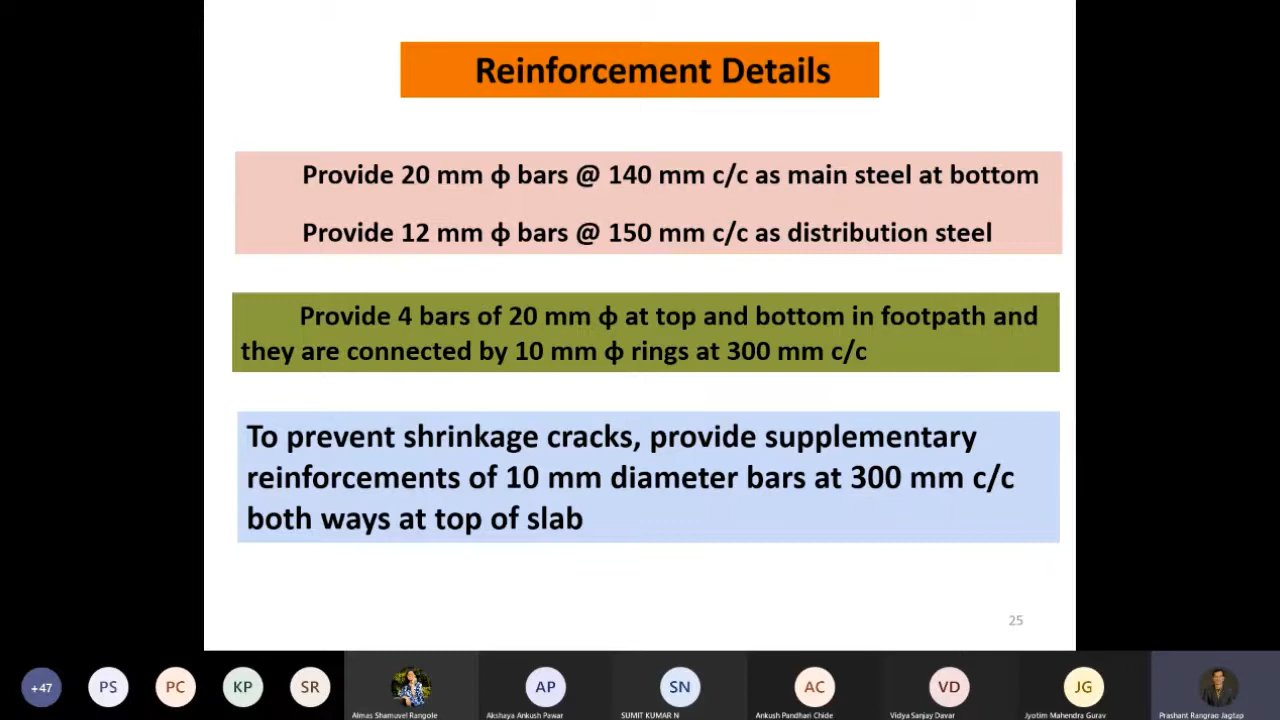 Reinforcement Details
Provide 20 mm ϕ bars @ 140 mm c/c as main steel at bottom
Provide 12 mm ϕ bars @ 150 mm c/c as distribution steel
Provide 4 bars of 20 mm ϕ at top and bottom in footpath and
they are connected by 10 mm ϕ rings at 300 mm c/c
To prevent shrinkage cracks, provide supplementary
reinforcements of 10 mm diameter bars at 300 mm c/c
both ways at top of slab
25
+47 PS PC KP SR AP SN AC VD JG
Almas Shamuvel Rangole Akshaya Ankush Pawar SUMIT KUMAR N Ankush Pandhari Chide Vidya Sanjay Davar Jyotim Mahendra Gurav Prashant Rangrao Jagtap